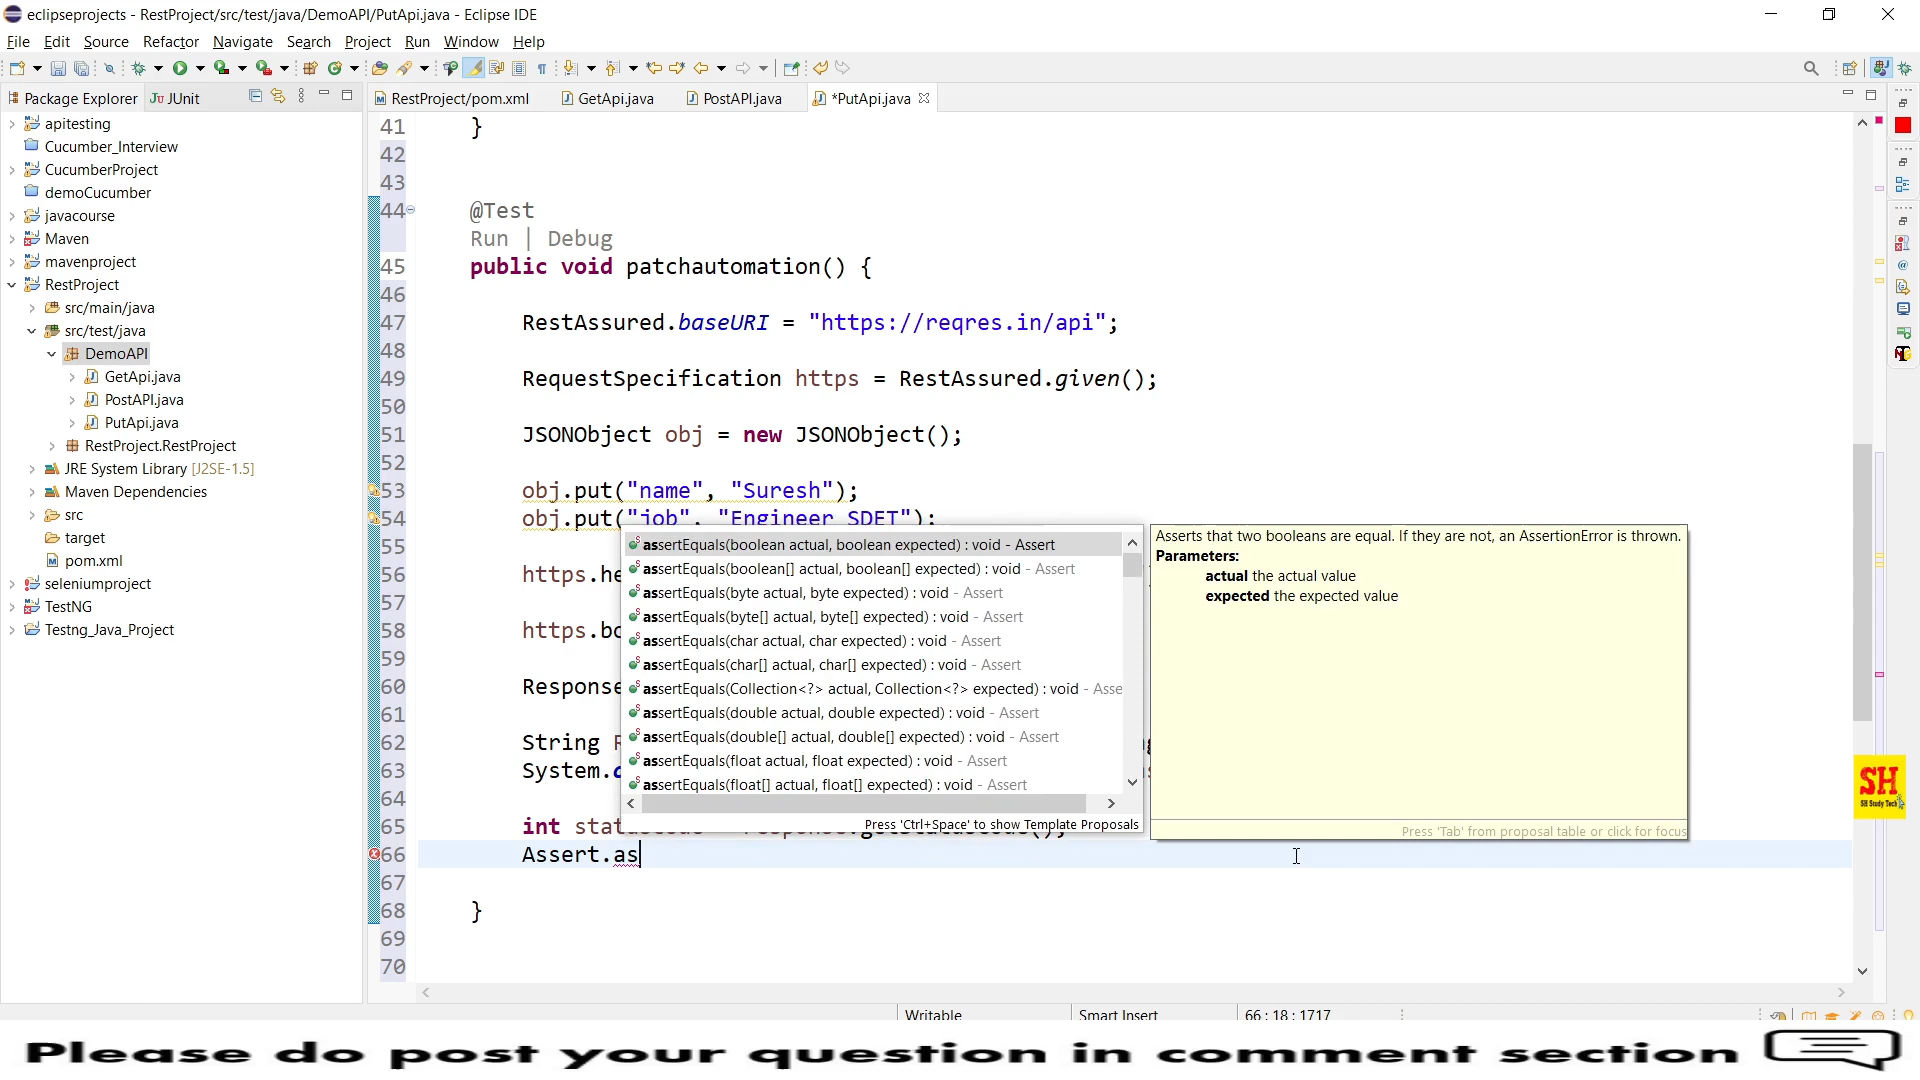 eclipseprojects - RestProject/src/test/java/DemoAPI/PutApi.java - Eclipse IDE
File Edit Source Refactor Navigate Search Project Run Window Help
Package Explorer JUnit RestProject/pom.xml GetApi.java PostAPI.java *PutApi.java
apitesting
Cucumber_Interview
CucumberProject
demoCucumber
javacourse
Maven
mavenproject
RestProject
src/main/java
src/test/java
DemoAPI
GetApi.java
PostAPI.java
PutApi.java
RestProject.RestProject
JRE System Library [J2SE-1.5]
Maven Dependencies
src
target
pom.xml
seleniumproject
TestNG
Testng_Java_Project
41 }
42
43
44 @Test
Run | Debug
45 public void patchautomation() {
46
47 RestAssured.baseURI = "https://reqres.in/api";
48
49 RequestSpecification https = RestAssured.given();
50
51 JSONObject obj = new JSONObject();
52
53 obj.put("name", "Suresh");
54 obj.put("job", "Engineer SDET");
55
56 https.he
57
58 https.bo
59
60 Response
61
62 String R
63 System.o
64
65 int statuscode = response.getStatusCode();
66 Assert.as
67
68 }
69
70
assertEquals(boolean actual, boolean expected) : void - Assert
assertEquals(boolean[] actual, boolean[] expected) : void - Assert
assertEquals(byte actual, byte expected) : void - Assert
assertEquals(byte[] actual, byte[] expected) : void - Assert
assertEquals(char actual, char expected) : void - Assert
assertEquals(char[] actual, char[] expected) : void - Assert
assertEquals(Collection<?> actual, Collection<?> expected) : void - Asse
assertEquals(double actual, double expected) : void - Assert
assertEquals(double[] actual, double[] expected) : void - Assert
assertEquals(float actual, float expected) : void - Assert
assertEquals(float[] actual, float[] expected) : void - Assert
Press 'Ctrl+Space' to show Template Proposals
Asserts that two booleans are equal. If they are not, an AssertionError is thrown.
Parameters:
actual the actual value
expected the expected value
Press 'Tab' from proposal table or click for focus
SH
SH Study Tech
Writable Smart Insert 66 : 18 : 1717
Please do post your question in comment section